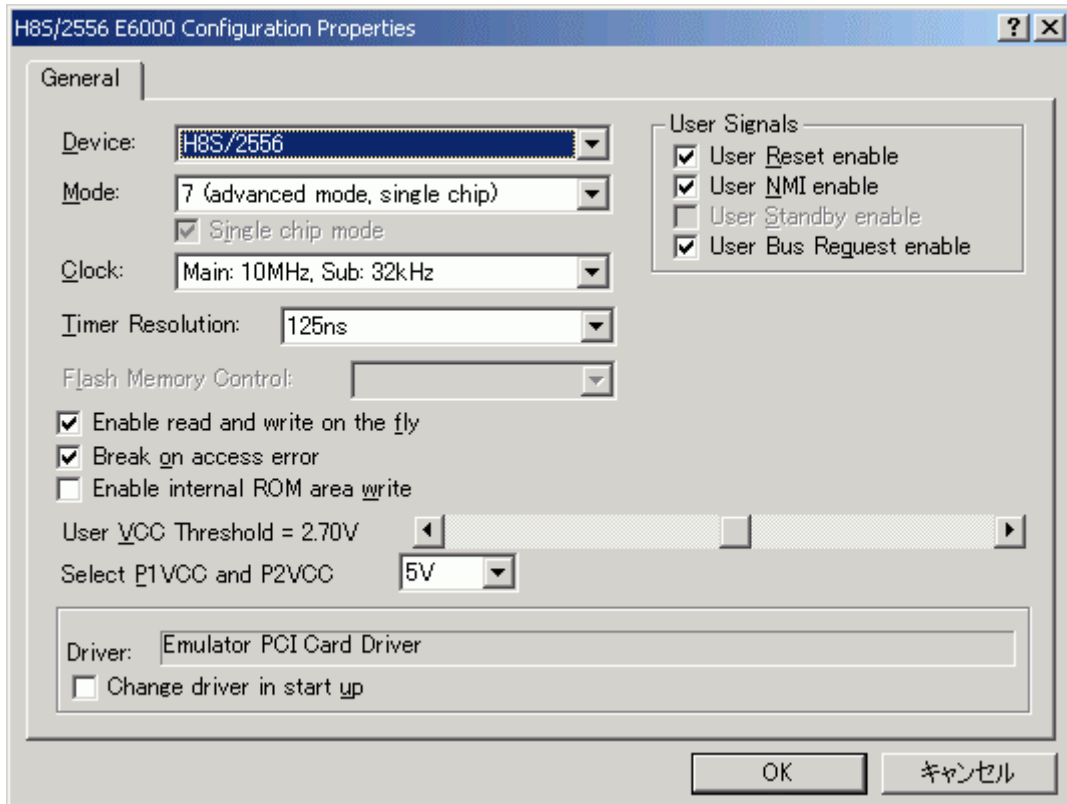 H8S/2556 E6000 Configuration Properties
General
Device: H8S/2556
Mode: 7 (advanced mode, single chip)
Single chip mode
Clock: Main: 10MHz, Sub: 32kHz
Timer Resolution: 125ns
Flash Memory Control:
Enable read and write on the fly
Break on access error
Enable internal ROM area write
User VCC Threshold = 2.70V
Select P1VCC and P2VCC 5V
User Signals
User Reset enable
User NMI enable
User Standby enable
User Bus Reguest enable
Driver: Emulator PCI Card Driver
Change driver in start up
OK キャンセル